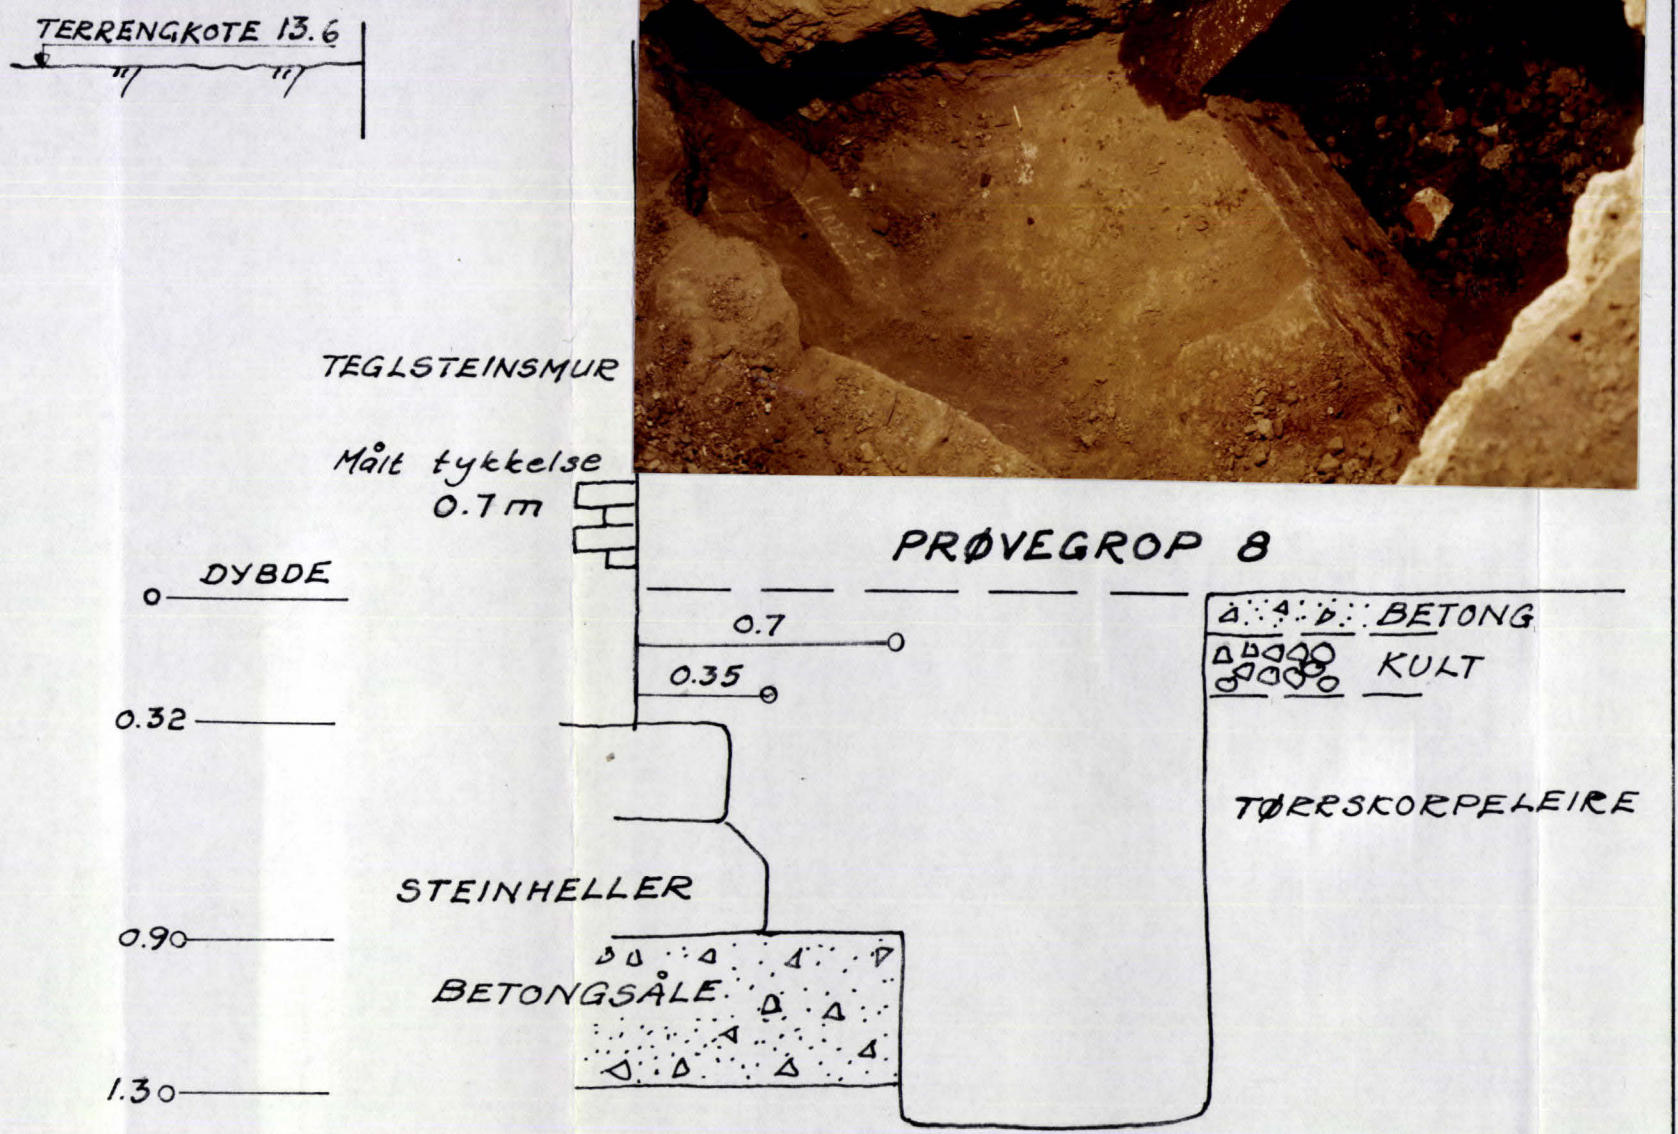 TERRENGKOTE 13.6
TEGLSTEINSMUR
Målt tykkelse
0.7 m
PRØVEGROP 8
DYBDE
0
0.7
BETONG
0.35
KULT
0.32
TØRRSKORPELEIRE
STEINHELLER
0.90
BETONGSÅLE
1.30